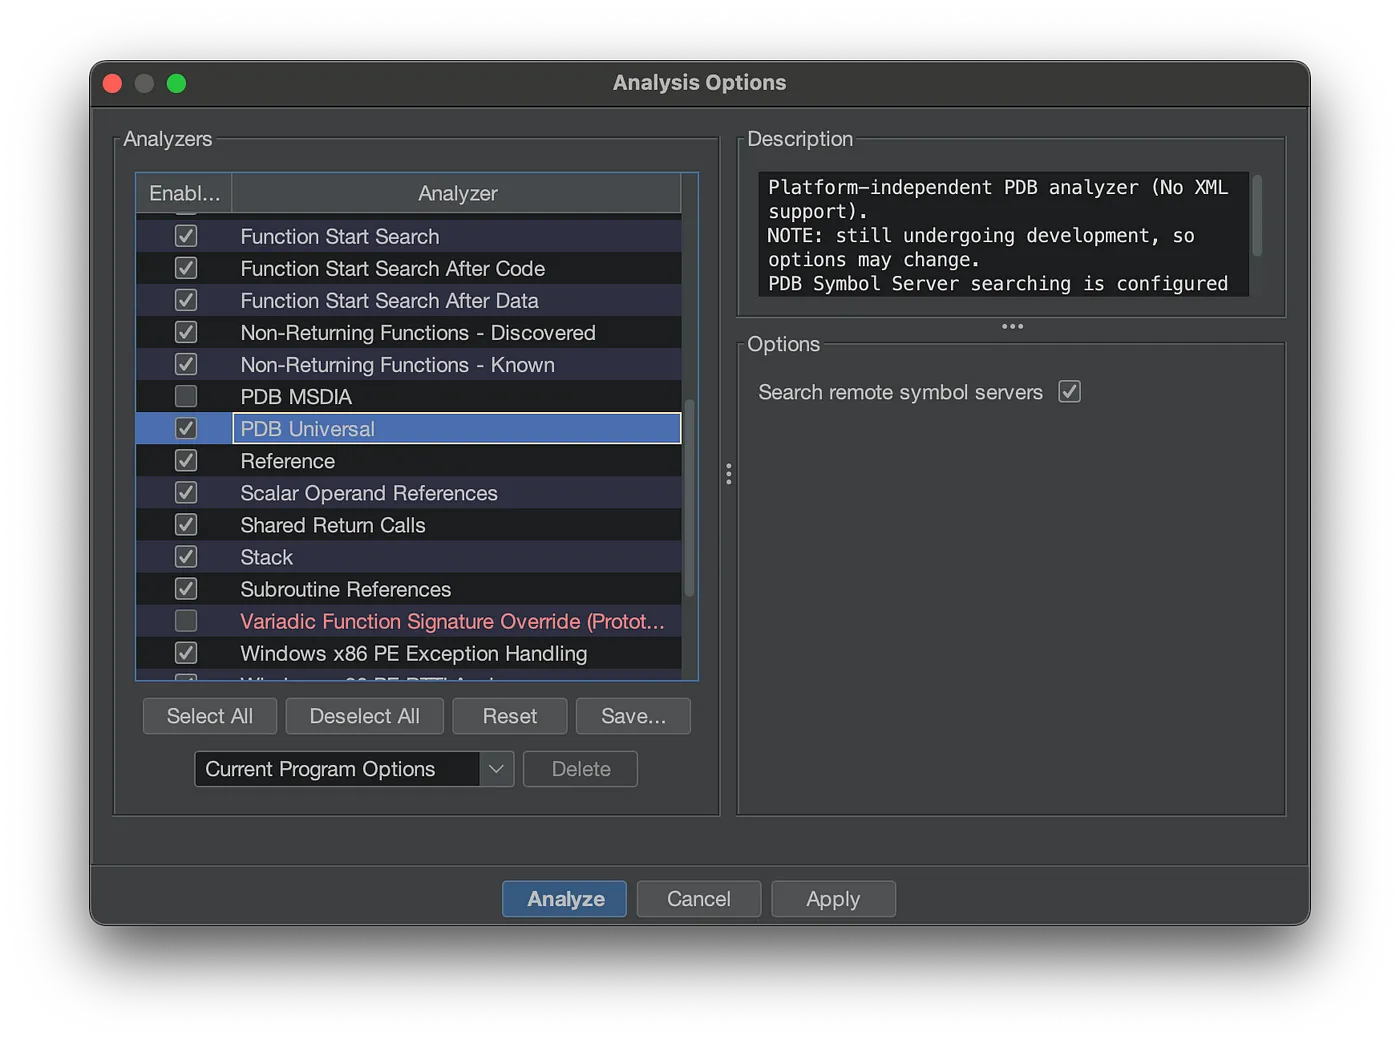 Analysis Options
Analyzers
Enabl...
Analyzer
Function Start Search
Function Start Search After Code
Function Start Search After Data
Non-Returning Functions - Discovered
Non-Returning Functions - Known
PDB MSDIA
PDB Universal
Reference
Scalar Operand References
Shared Return Calls
Stack
Subroutine References
Variadic Function Signature Override (Protot...
Windows x86 PE Exception Handling
Select All
Deselect All
Reset
Save...
Current Program Options
Delete
Description
Platform-independent PDB analyzer (No XML
support).
NOTE: still undergoing development, so
options may change.
PDB Symbol Server searching is configured
Options
Search remote symbol servers
Analyze
Cancel
Apply